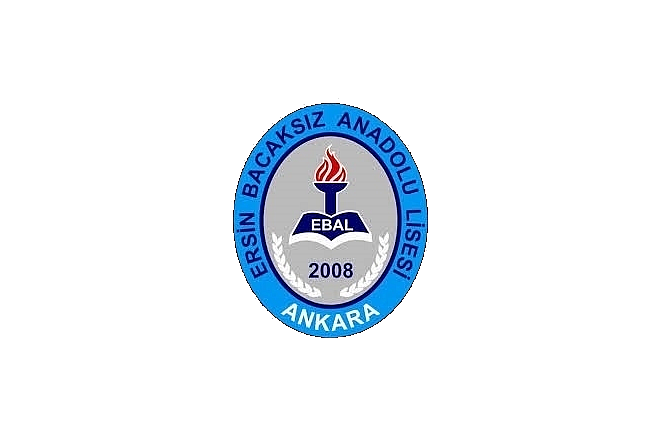 ERSİN BACAKSIZ ANADOLU LİSESİ
EBAL
2008
ANKARA